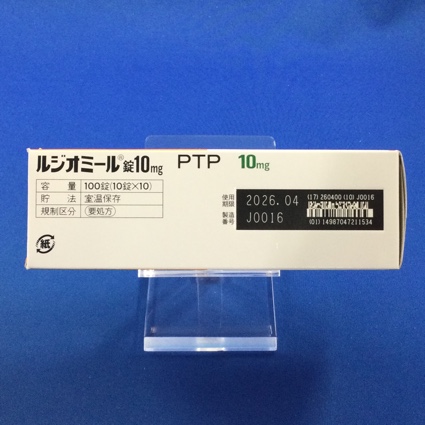 ルジオミール®錠10mg PTP 10mg
容量 100錠(10錠×10)
貯法 室温保存
規制区分 (要処方)
使用期限 2026.04
製造番号 J0016
(17) 260400 (10) J0016
(01) 14987047211534
紙